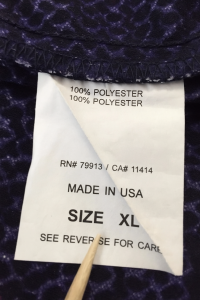 100% POLYESTER
100% POLYESTER
RN# 79913 / CA# 11414
MADE IN USA
SIZE XL
SEE REVERSE FOR CARE